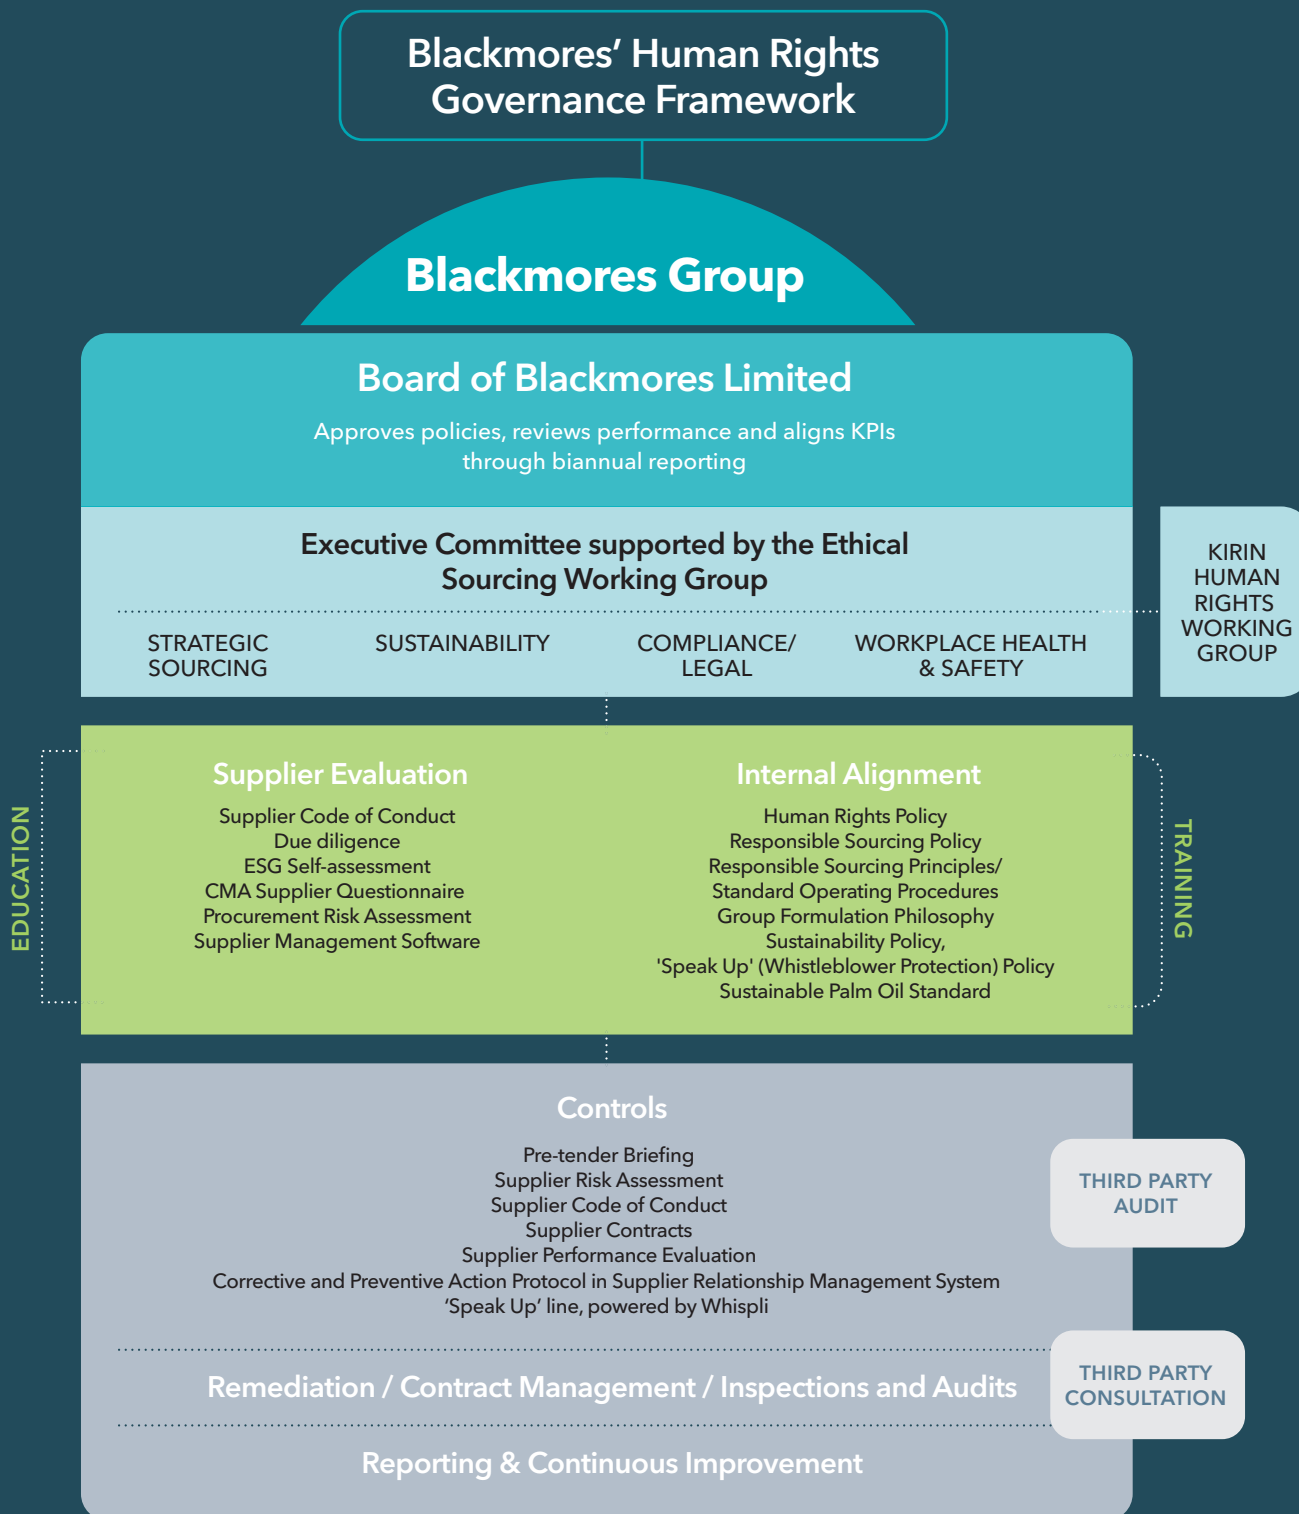 Blackmores’ Human Rights
Governance Framework
Blackmores Group
Board of Blackmores Limited
Approves policies, reviews performance and aligns KPIs
through biannual reporting
Executive Committee supported by the Ethical
Sourcing Working Group
STRATEGIC
SOURCING
SUSTAINABILITY
COMPLIANCE/
LEGAL
WORKPLACE HEALTH
& SAFETY
KIRIN
HUMAN
RIGHTS
WORKING
GROUP
EDUCATION
Supplier Evaluation
Supplier Code of Conduct
Due diligence
ESG Self-assessment
CMA Supplier Questionnaire
Procurement Risk Assessment
Supplier Management Software
Internal Alignment
Human Rights Policy
Responsible Sourcing Policy
Responsible Sourcing Principles/
Standard Operating Procedures
Group Formulation Philosophy
Sustainability Policy,
'Speak Up' (Whistleblower Protection) Policy
Sustainable Palm Oil Standard
TRAINING
Controls
Pre-tender Briefing
Supplier Risk Assessment
Supplier Code of Conduct
Supplier Contracts
Supplier Performance Evaluation
Corrective and Preventive Action Protocol in Supplier Relationship Management System
‘Speak Up’ line, powered by Whispli
THIRD PARTY
AUDIT
Remediation / Contract Management / Inspections and Audits
THIRD PARTY
CONSULTATION
Reporting & Continuous Improvement